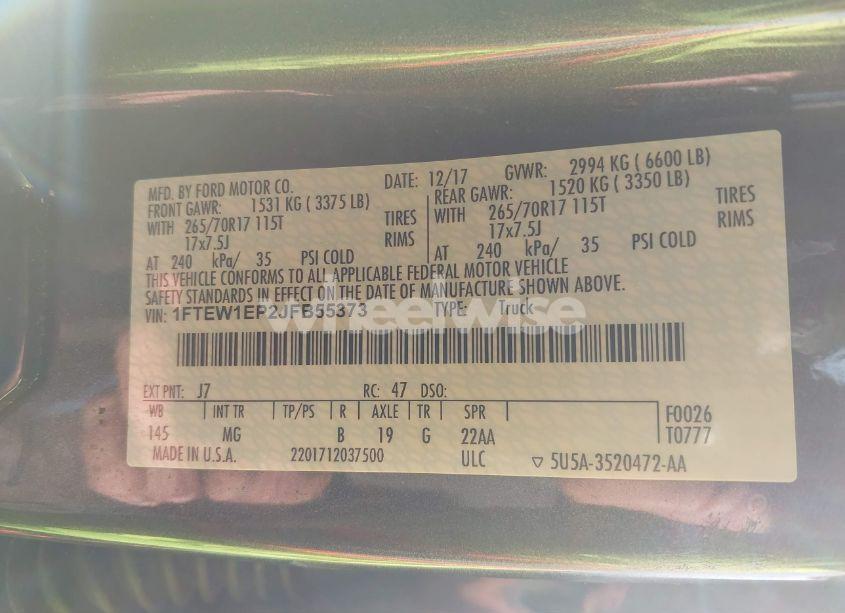 MFD. BY FORD MOTOR CO. DATE: 12/17 GVWR: 2994 KG ( 6600 LB)
FRONT GAWR: 1531 KG ( 3375 LB) REAR GAWR: 1520 KG ( 3350 LB)
WITH 265/70R17 115T TIRES WITH 265/70R17 115T TIRES
17x7.5J RIMS 17x7.5J RIMS
AT 240 kPa/ 35 PSI COLD AT 240 kPa/ 35 PSI COLD
THIS VEHICLE CONFORMS TO ALL APPLICABLE FEDERAL MOTOR VEHICLE
SAFETY STANDARDS IN EFFECT ON THE DATE OF MANUFACTURE SHOWN ABOVE.
VIN: 1FTEW1EP2JFB55373 TYPE: Truck
wheelwise
EXT PNT: J7 RC: 47 DSO:
WB INT TR TP/PS R AXLE TR SPR F0026
145 MG B 19 G 22AA T0777
MADE IN U.S.A. 2201712037500 ULC ▽ 5U5A-3520472-AA